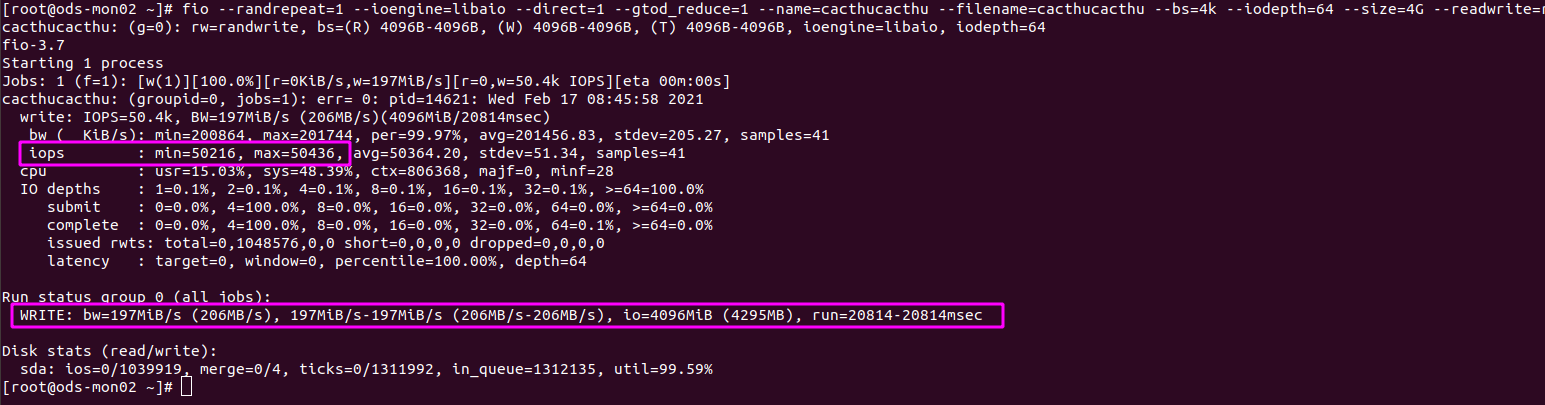 [root@ods-mon02 ~]# fio --randrepeat=1 --ioengine=libaio --direct=1 --gtod_reduce=1 --name=cacthucacthu --filename=cacthucacthu --bs=4k --iodepth=64 --size=4G
cacthucacthu: (g=0): rw=randwrite, bs=(R) 4096B-4096B, (W) 4096B-4096B, (T) 4096B-4096B, ioengine=libaio, iodepth=64
fio-3.7
Starting 1 process
Jobs: 1 (f=1): [w(1)][100.0%][r=0KiB/s,w=197MiB/s][r=0,w=50.4k IOPS][eta 00m:00s]
cacthucacthu: (groupid=0, jobs=1): err= 0: pid=14621: Wed Feb 17 08:45:58 2021
  write: IOPS=50.4k, BW=197MiB/s (206MB/s)(4096MiB/20814msec)
   bw (  KiB/s): min=200864, max=201744, per=99.97%, avg=201456.83, stdev=205.27, samples=41
   iops        : min=50216, max=50436, avg=50364.20, stdev=51.34, samples=41
  cpu          : usr=15.03%, sys=48.39%, ctx=806368, majf=0, minf=28
  IO depths    : 1=0.1%, 2=0.1%, 4=0.1%, 8=0.1%, 16=0.1%, 32=0.1%, >=64=100.0%
     submit    : 0=0.0%, 4=100.0%, 8=0.0%, 16=0.0%, 32=0.0%, 64=0.0%, >=64=0.0%
     complete  : 0=0.0%, 4=100.0%, 8=0.0%, 16=0.0%, 32=0.0%, 64=0.1%, >=64=0.0%
     issued rwts: total=0,1048576,0,0 short=0,0,0,0 dropped=0,0,0,0
     latency   : target=0, window=0, percentile=100.00%, depth=64
Run status group 0 (all jobs):
  WRITE: bw=197MiB/s (206MB/s), 197MiB/s-197MiB/s (206MB/s-206MB/s), io=4096MiB (4295MB), run=20814-20814msec
Disk stats (read/write):
  sda: ios=0/1039919, merge=0/4, ticks=0/1311992, in_queue=1312135, util=99.59%
[root@ods-mon02 ~]#